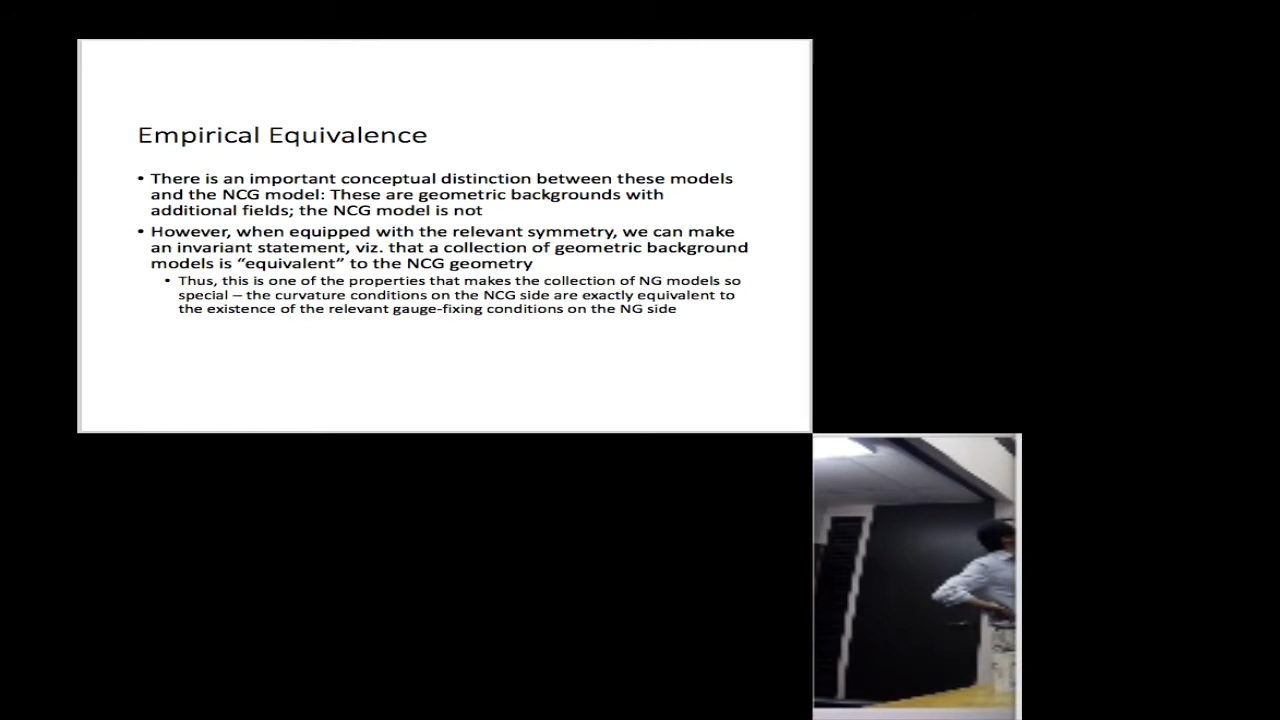 Empirical Equivalence
• There is an important conceptual distinction between these models
and the NCG model: These are geometric backgrounds with
additional fields; the NCG model is not
• However, when equipped with the relevant symmetry, we can make
an invariant statement, viz. that a collection of geometric background
models is “equivalent” to the NCG geometry
• Thus, this is one of the properties that makes the collection of NG models so
special – the curvature conditions on the NCG side are exactly equivalent to
the existence of the relevant gauge-fixing conditions on the NG side